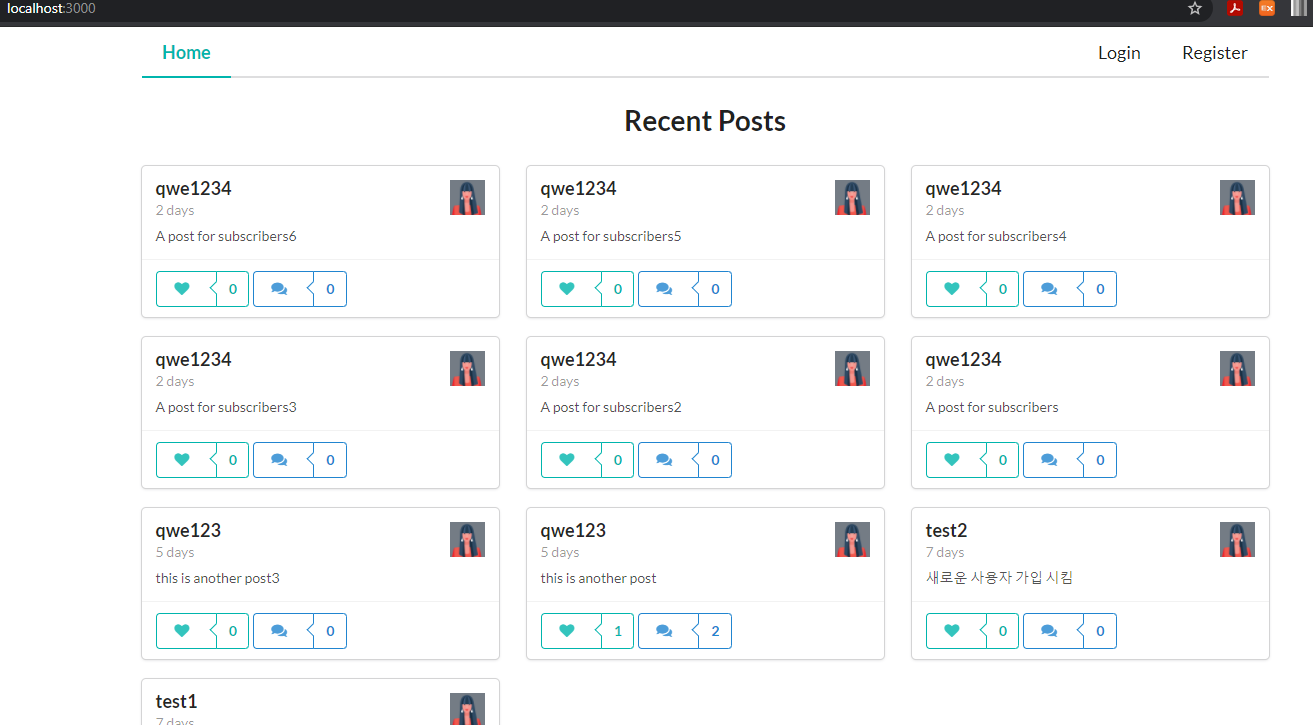 localhost:3000
Home
Login
Register
Recent Posts
qwe1234
2 days
A post for subscribers6
0
0
qwe1234
2 days
A post for subscribers5
0
0
qwe1234
2 days
A post for subscribers4
0
0
qwe1234
2 days
A post for subscribers3
0
0
qwe1234
2 days
A post for subscribers2
0
0
qwe1234
2 days
A post for subscribers
0
0
qwe123
5 days
this is another post3
0
0
qwe123
5 days
this is another post
1
2
test2
7 days
새로운 사용자 가입 시킴
0
0
test1
7 days